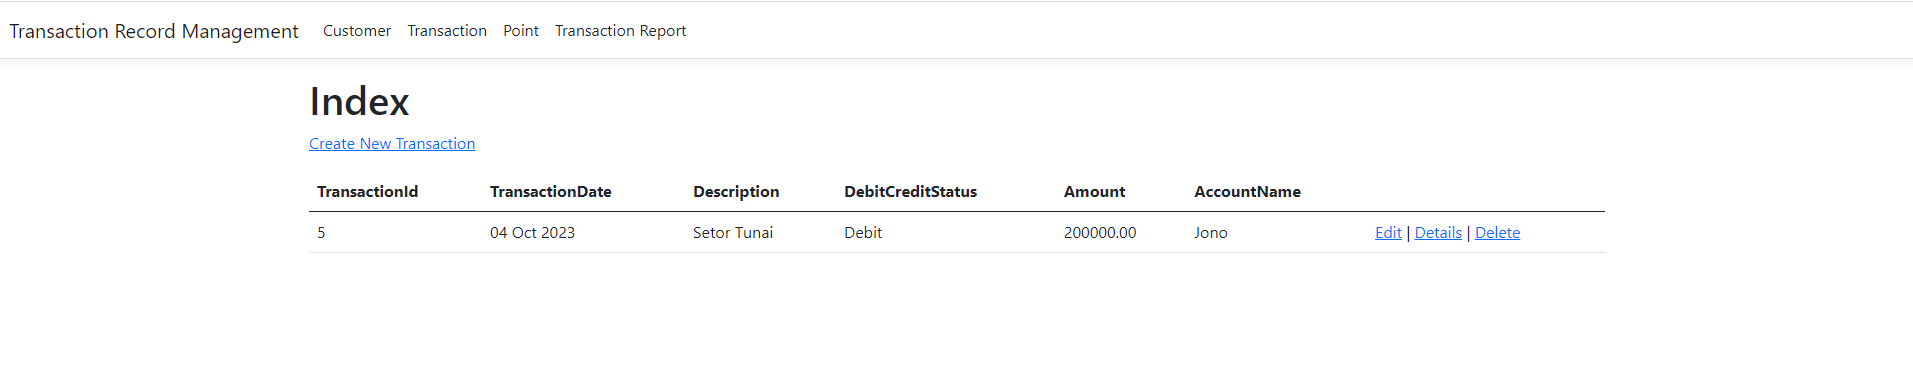 Transaction Record Management Customer Transaction Point Transaction Report
Index
Create New Transaction
TransactionId TransactionDate Description DebitCreditStatus Amount AccountName
5 04 Oct 2023 Setor Tunai Debit 200000.00 Jono Edit | Details | Delete